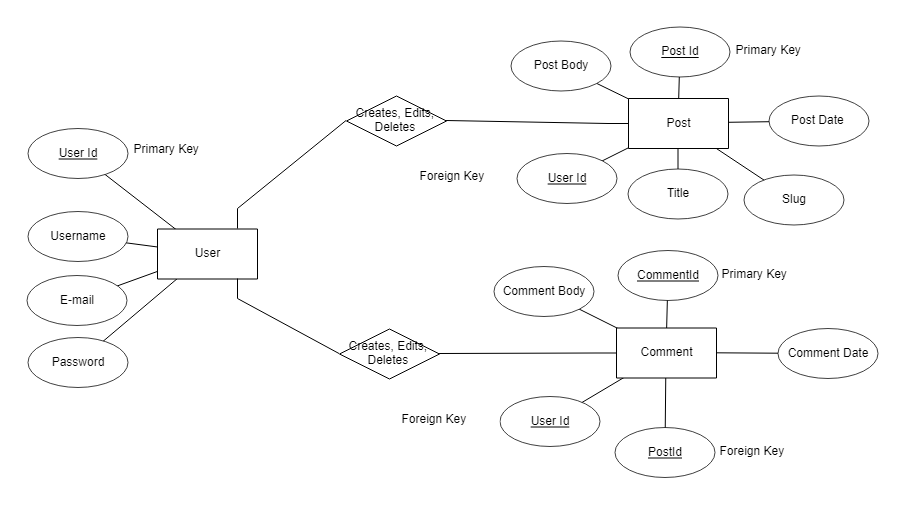 Post Id
Primary Key
Post Body
Creates, Edits,
Deletes
Post
Post Date
User Id
Primary Key
Foreign Key
User Id
Title
Slug
Username
User
CommentId
Primary Key
Comment Body
E-mail
Creates, Edits,
Deletes
Comment
Comment Date
Password
Foreign Key
User Id
PostId
Foreign Key